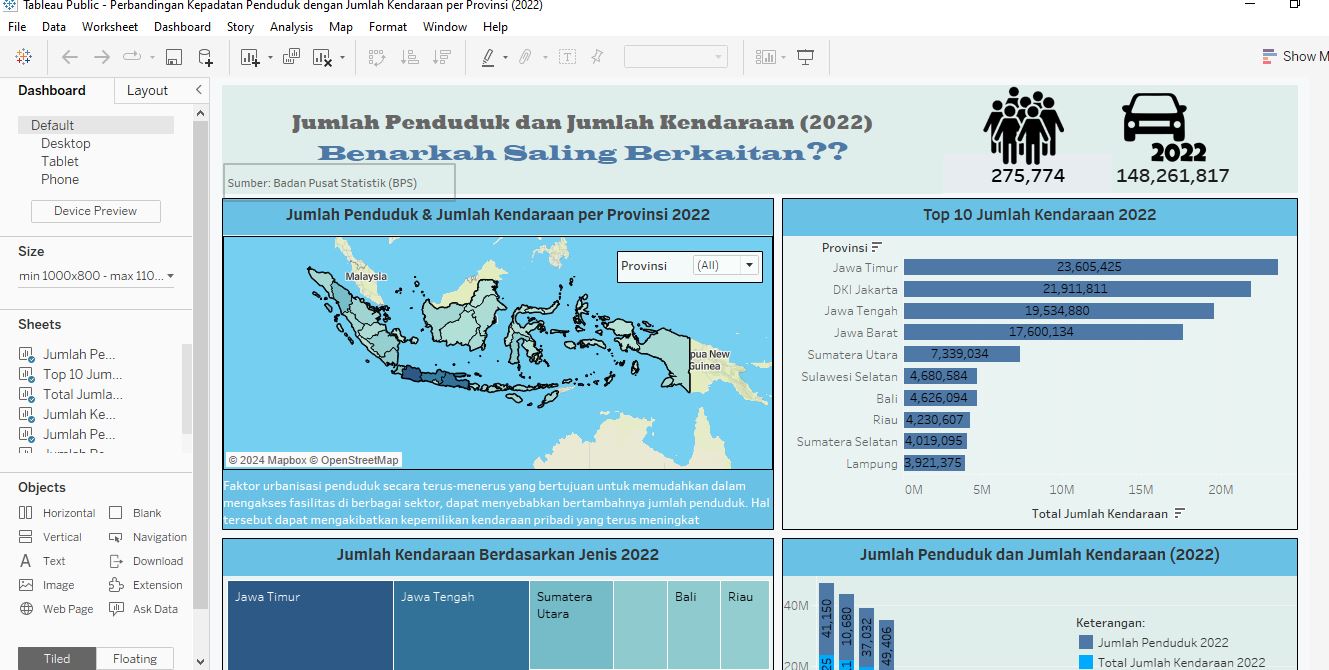 Tableau Public - Perbandingan Kepadatan Penduduk dengan Jumlah Kendaraan per Provinsi (2022)
File Data Worksheet Dashboard Story Analysis Map Format Window Help
Show M
Dashboard Layout
Default
Desktop
Tablet
Phone
Device Preview
Size
min 1000x800 - max 110...
Sheets
Jumlah Pe...
Top 10 Jum...
Total Jumla...
Jumlah Ke...
Jumlah Pe...
Objects
Horizontal Blank
Vertical Navigation
Text Download
Image Extension
Web Page Ask Data
Tiled Floating
Jumlah Penduduk dan Jumlah Kendaraan (2022)
Benarkah Saling Berkaitan??
Sumber: Badan Pusat Statistik (BPS)
275,774
2022
148,261,817
Jumlah Penduduk & Jumlah Kendaraan per Provinsi 2022
Provinsi (All)
Malaysia
pua New
Guinea
© 2024 Mapbox © OpenStreetMap
Faktor urbanisasi penduduk secara terus-menerus yang bertujuan untuk memudahkan dalam
mengakses fasilitas di berbagai sektor, dapat menyebabkan bertambahnya jumlah penduduk. Hal
tersebut dapat mengakibatkan kepemilikan kendaraan pribadi yang terus meningkat
Top 10 Jumlah Kendaraan 2022
Provinsi
Jawa Timur 23,605,425
DKI Jakarta 21,911,811
Jawa Tengah 19,534,880
Jawa Barat 17,600,134
Sumatera Utara 7,339,034
Sulawesi Selatan 4,680,584
Bali 4,626,094
Riau 4,230,607
Sumatera Selatan 4,019,095
Lampung 3,921,375
0M 5M 10M 15M 20M
Total Jumlah Kendaraan
Jumlah Kendaraan Berdasarkan Jenis 2022
Jawa Timur
Jawa Tengah
Sumatera
Utara
Bali
Riau
Jumlah Penduduk dan Jumlah Kendaraan (2022)
40M
20M
41,150
10,680
37,032
49,406
25
11
Keterangan:
Jumlah Penduduk 2022
Total Jumlah Kendaraan 2022